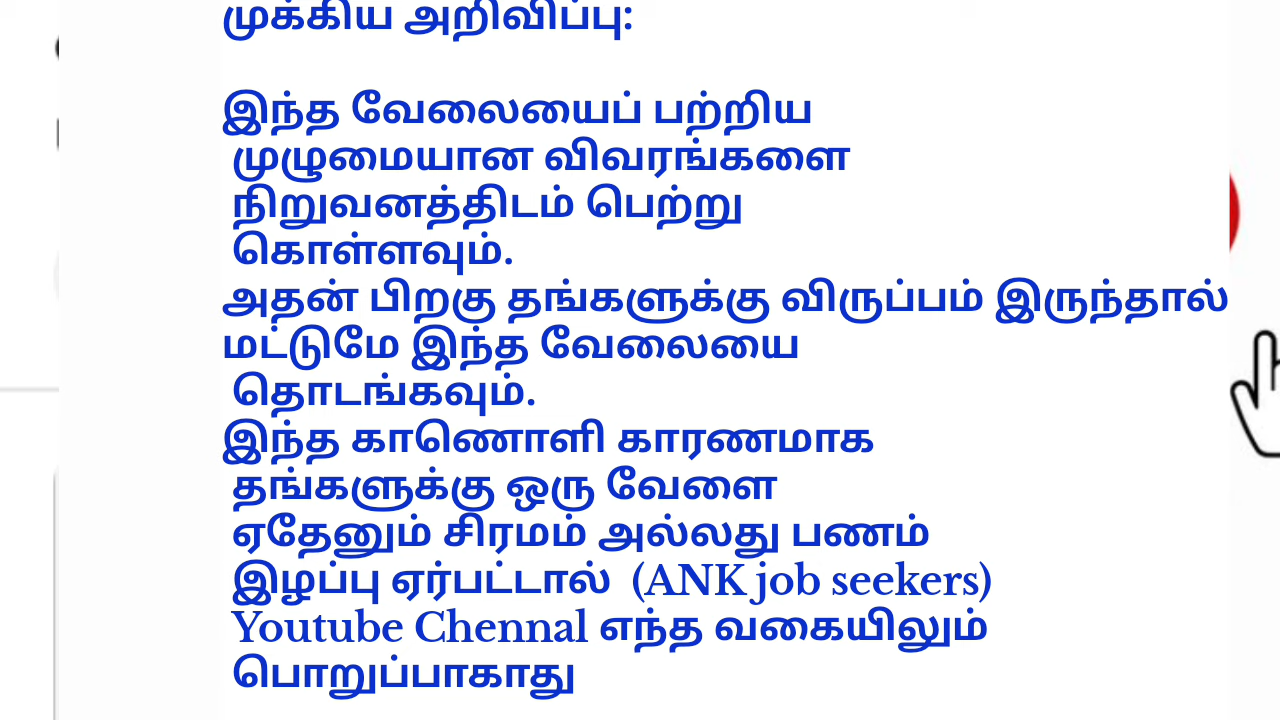 முக்கிய அறிவிப்பு:
இந்த வேலையைப் பற்றிய
முழுமையான விவரங்களை
நிறுவனத்திடம் பெற்று
கொள்ளவும்.
அதன் பிறகு தங்களுக்கு விருப்பம் இருந்தால்
மட்டுமே இந்த வேலையை
தொடங்கவும்.
இந்த காணொளி காரணமாக
தங்களுக்கு ஒரு வேளை
ஏதேனும் சிரமம் அல்லது பணம்
இழப்பு ஏர்பட்டால் (ANK job seekers)
Youtube Chennal எந்த வகையிலும்
பொறுப்பாகாது